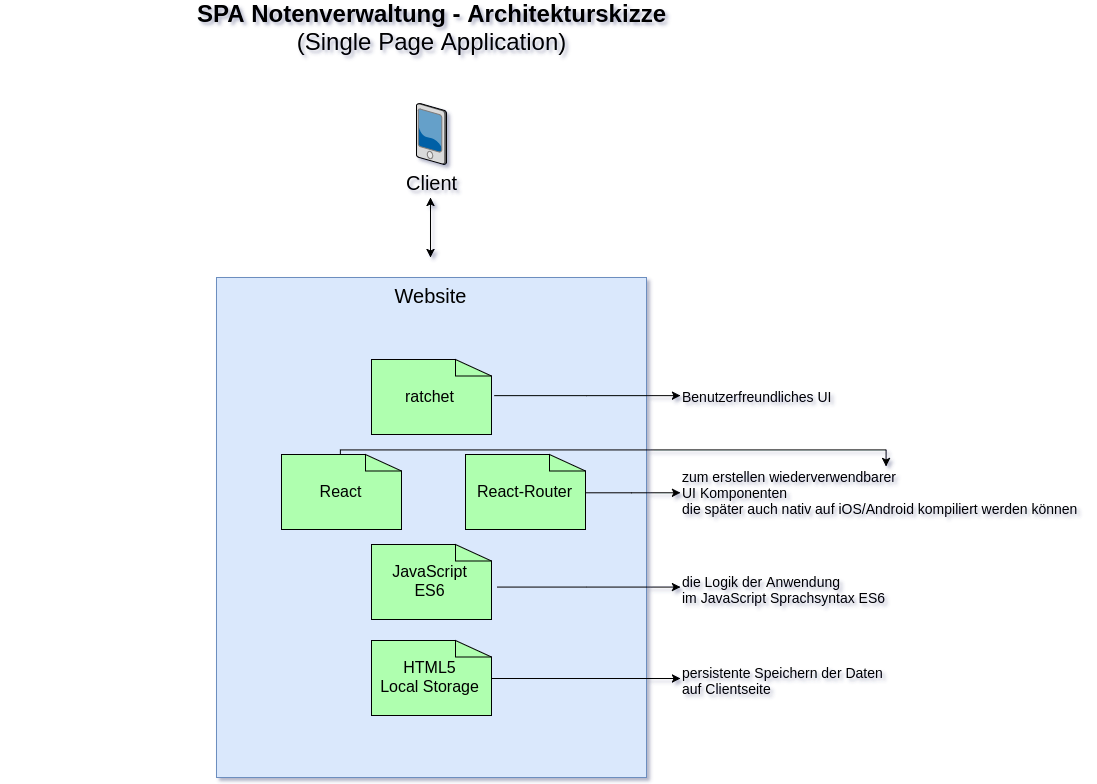 SPA Notenverwaltung - Architekturskizze
(Single Page Application)
Client
Website
ratchet
Benutzerfreundliches UI
React
React-Router
zum erstellen wiederverwendbarer
UI Komponenten
die später auch nativ auf iOS/Android kompiliert werden können
JavaScript
ES6
die Logik der Anwendung
im JavaScript Sprachsyntax ES6
HTML5
Local Storage
persistente Speichern der Daten
auf Clientseite